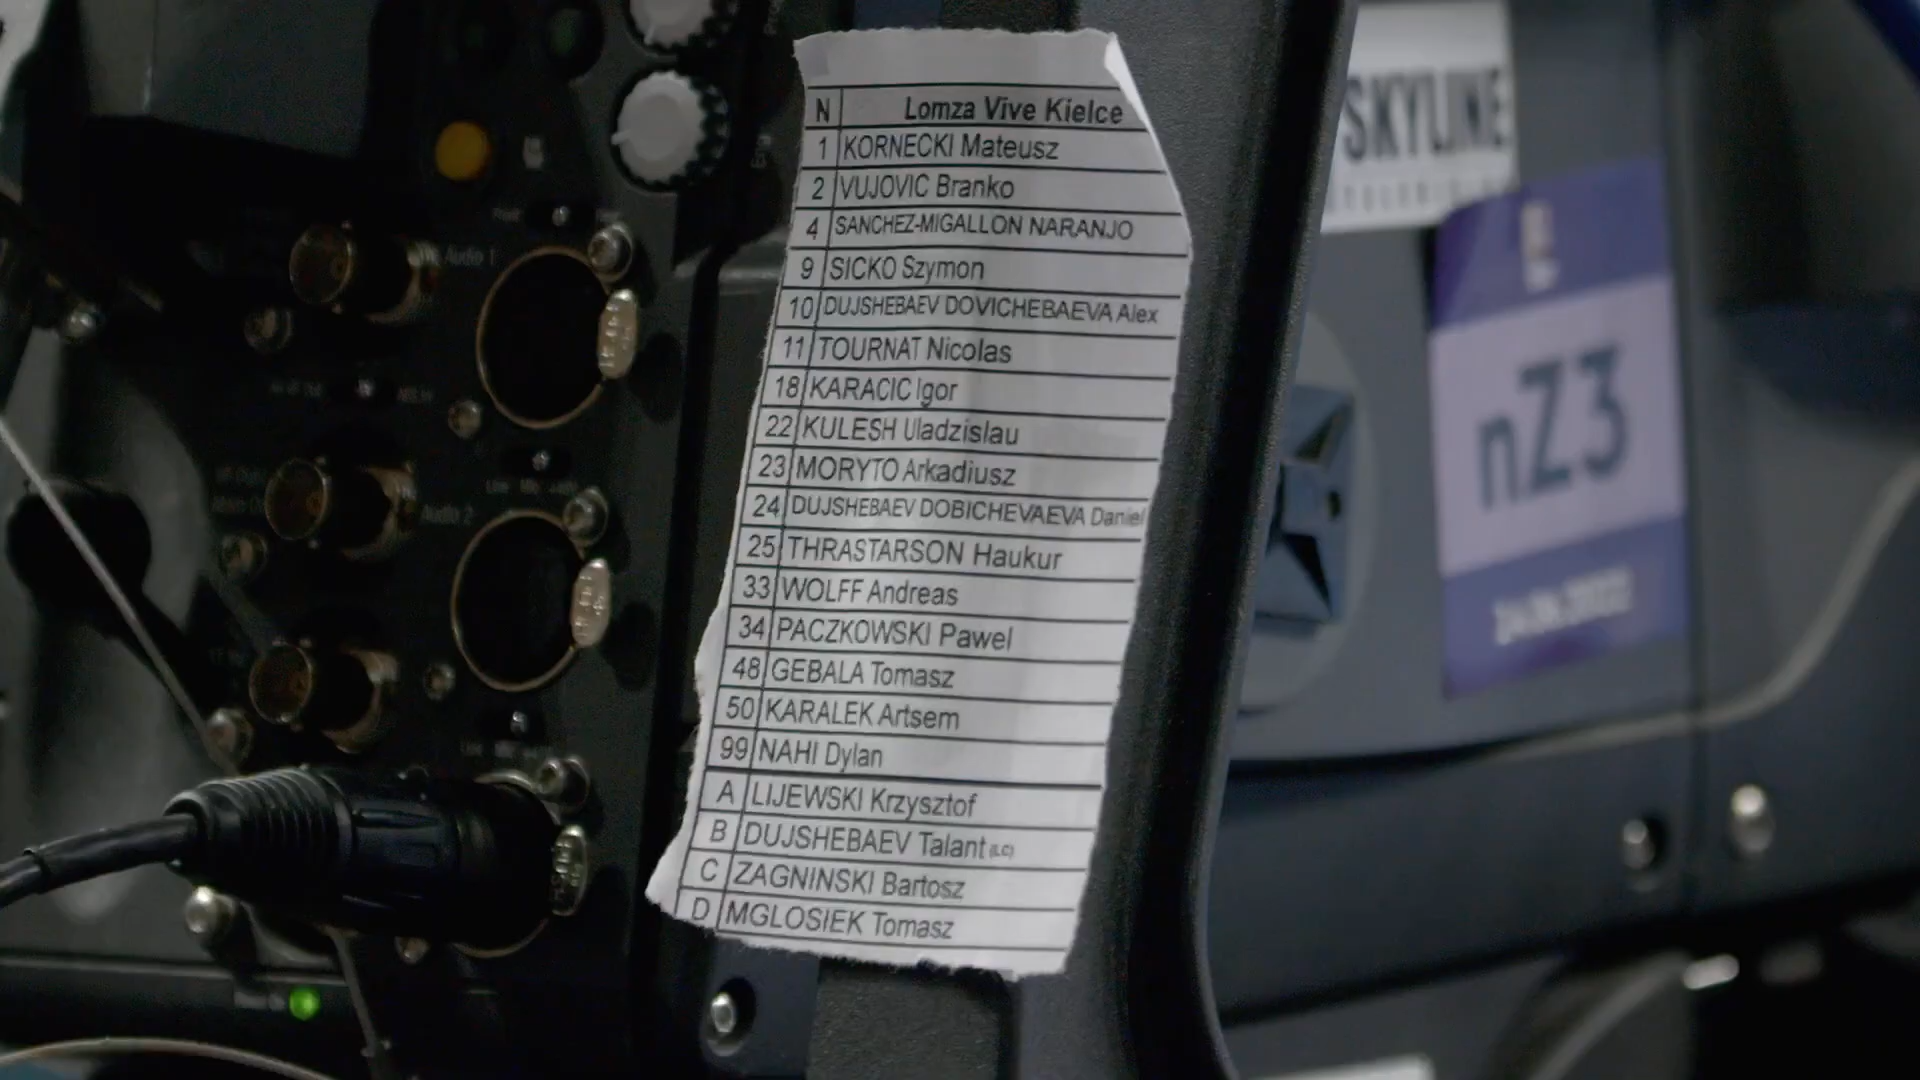 N Lomza Vive Kielce
1 KORNECKI Mateusz
2 VUJOVIC Branko
4 SANCHEZ-MIGALLON NARANJO
9 SICKO Szymon
10 DUJSHEBAEV DOVICHEBAEVA Alex
11 TOURNAT Nicolas
18 KARACIC Igor
22 KULESH Uladzislau
23 MORYTO Arkadiusz
24 DUJSHEBAEV DOBICHEVAEVA Daniel
25 THRASTARSON Haukur
33 WOLFF Andreas
34 PACZKOWSKI Pawel
48 GEBALA Tomasz
50 KARALEK Artsem
99 NAHI Dylan
A LIJEWSKI Krzysztof
B DUJSHEBAEV Talant (LC)
C ZAGNINSKI Bartosz
D MGLOSIEK Tomasz
SKYLINE
nZ3
Audio 1
Audio 2